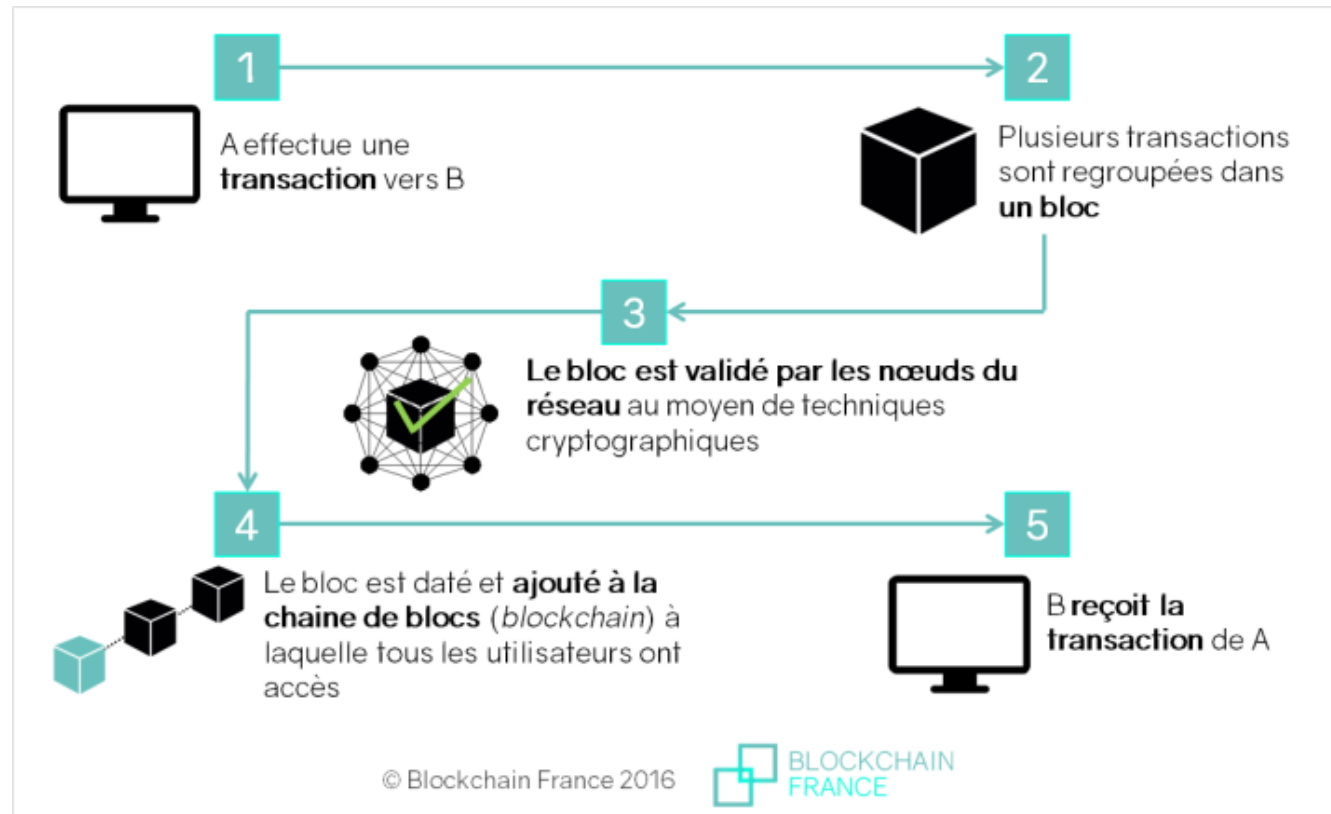 1
2
A effectue une
transaction vers B
Plusieurs transactions
sont regroupées dans
un bloc
3
Le bloc est validé par les nœuds du
réseau au moyen de techniques
cryptographiques
4
5
Le bloc est daté et ajouté à la
chaine de blocs (blockchain) à
laquelle tous les utilisateurs ont
accès
B reçoit la
transaction de A
© Blockchain France 2016
BLOCKCHAIN
FRANCE